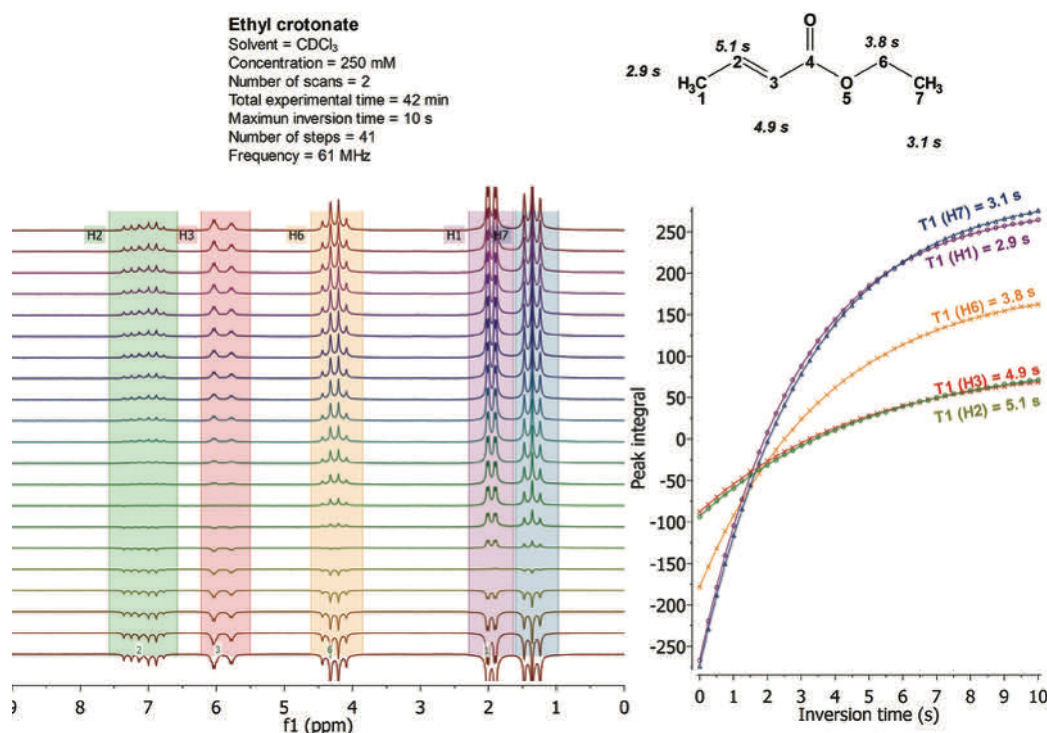 Ethyl crotonate
Solvent = CDCl₃
Concentration = 250 mM
Number of scans = 2
Total experimental time = 42 min
Maximun inversion time = 10 s
Number of steps = 41
Frequency = 61 MHz
O
5.1 s
3.8 s
2.9 s
2
4
6
H₃C
3
O
CH₃
1
5
7
4.9 s
3.1 s
H2
H3
H6
H1
H7
2
3
6
1
9
8
7
6
5
4
3
2
1
0
f1 (ppm)
Peak integral
250
200
150
100
50
0
-50
-100
-150
-200
-250
T1 (H7) = 3.1 s
T1 (H1) = 2.9 s
T1 (H6) = 3.8 s
T1 (H3) = 4.9 s
T1 (H2) = 5.1 s
0
1
2
3
4
5
6
7
8
9
10
Inversion time (s)